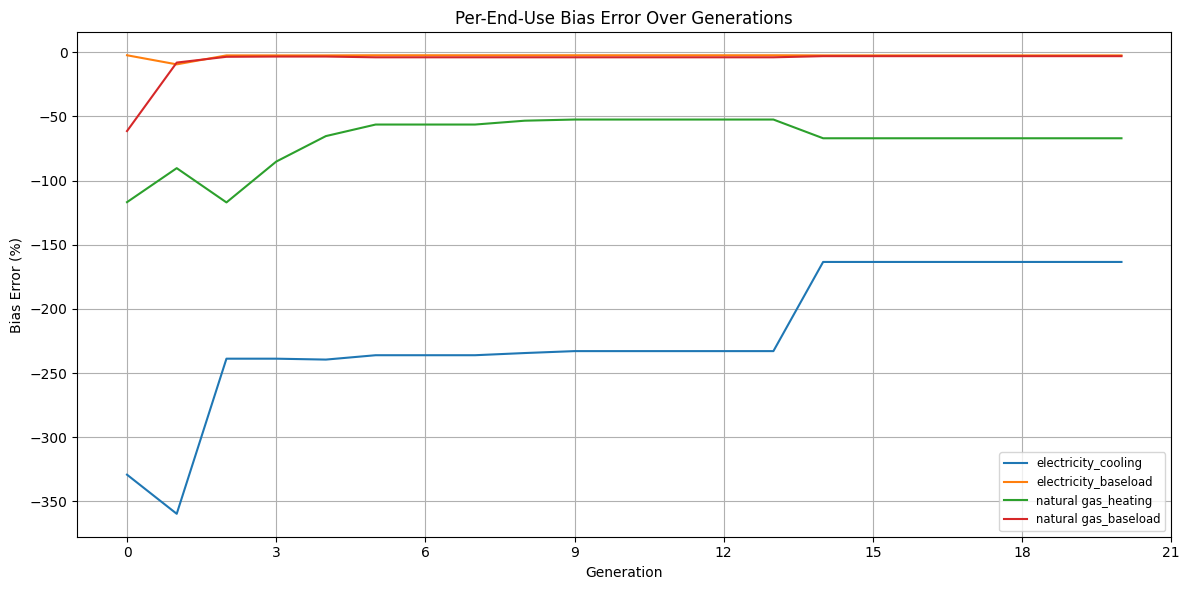 Per-End-Use Bias Error Over Generations
Bias Error (%)
0
−50
−100
−150
−200
−250
−300
−350
0 3 6 9 12 15 18 21
Generation
electricity_cooling
electricity_baseload
natural gas_heating
natural gas_baseload